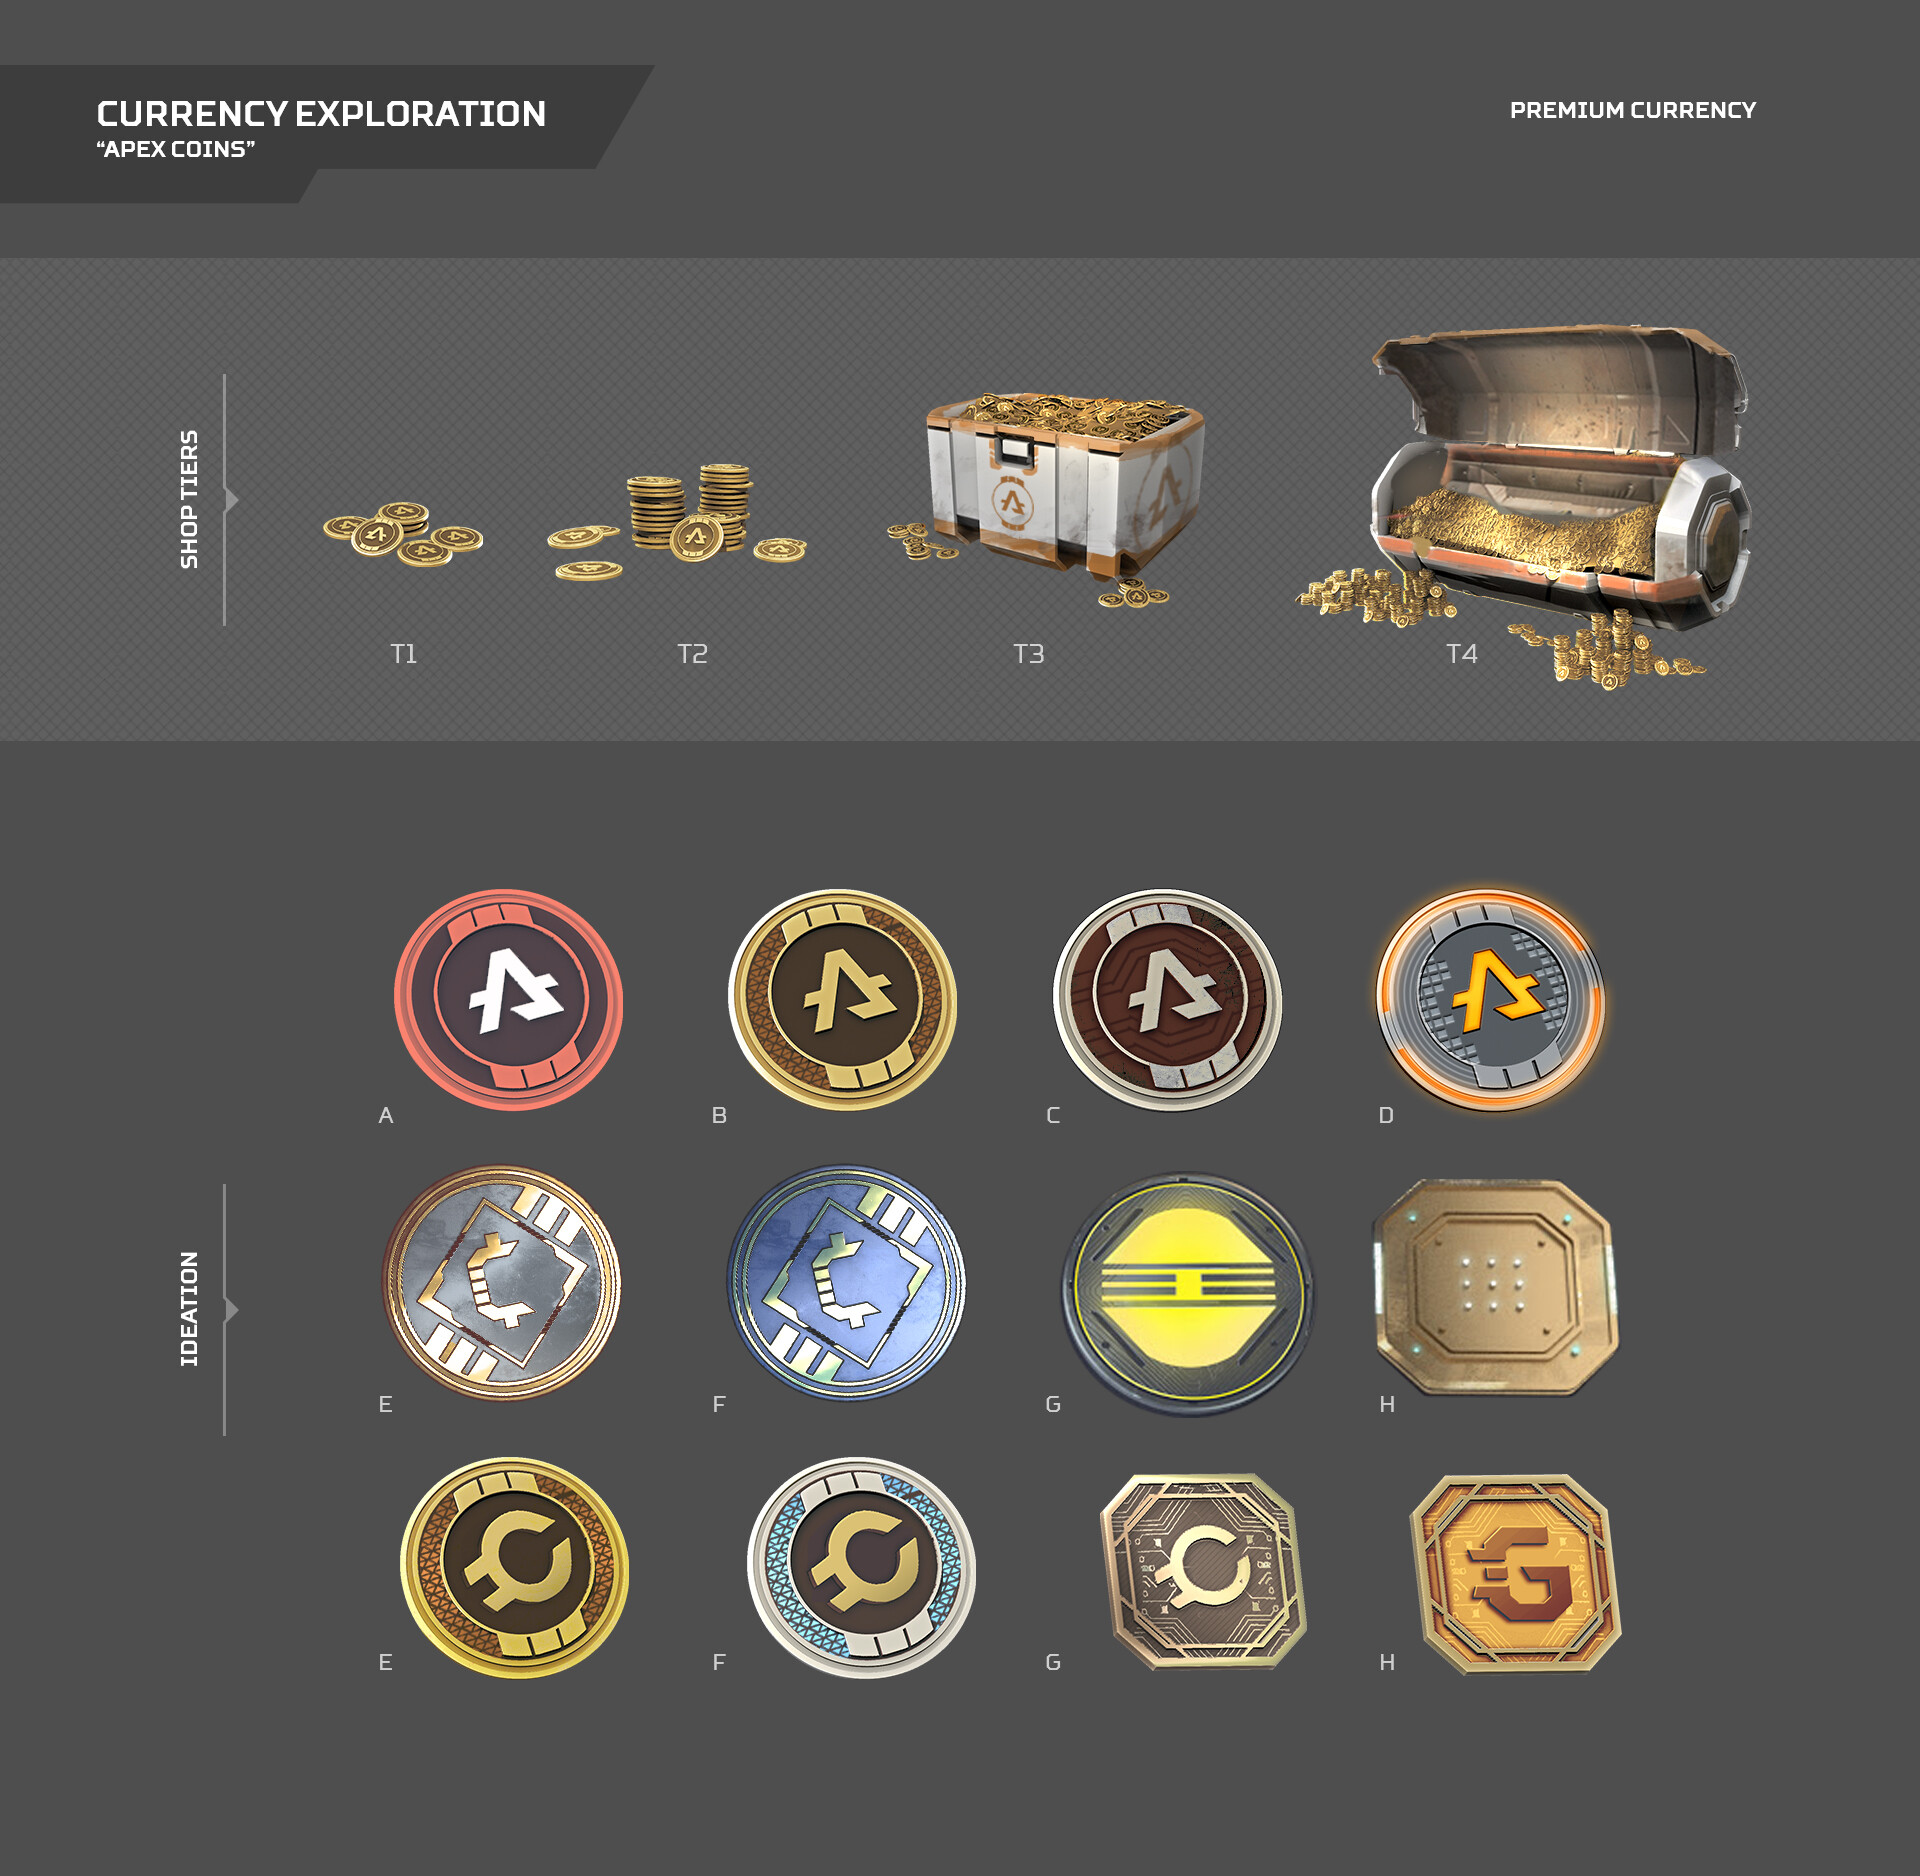 CURRENCY EXPLORATION
“APEX COINS”
PREMIUM CURRENCY
SHOP TIERS
T1
T2
T3
T4
IDEATION
A
B
C
D
E
F
G
H
E
F
G
H